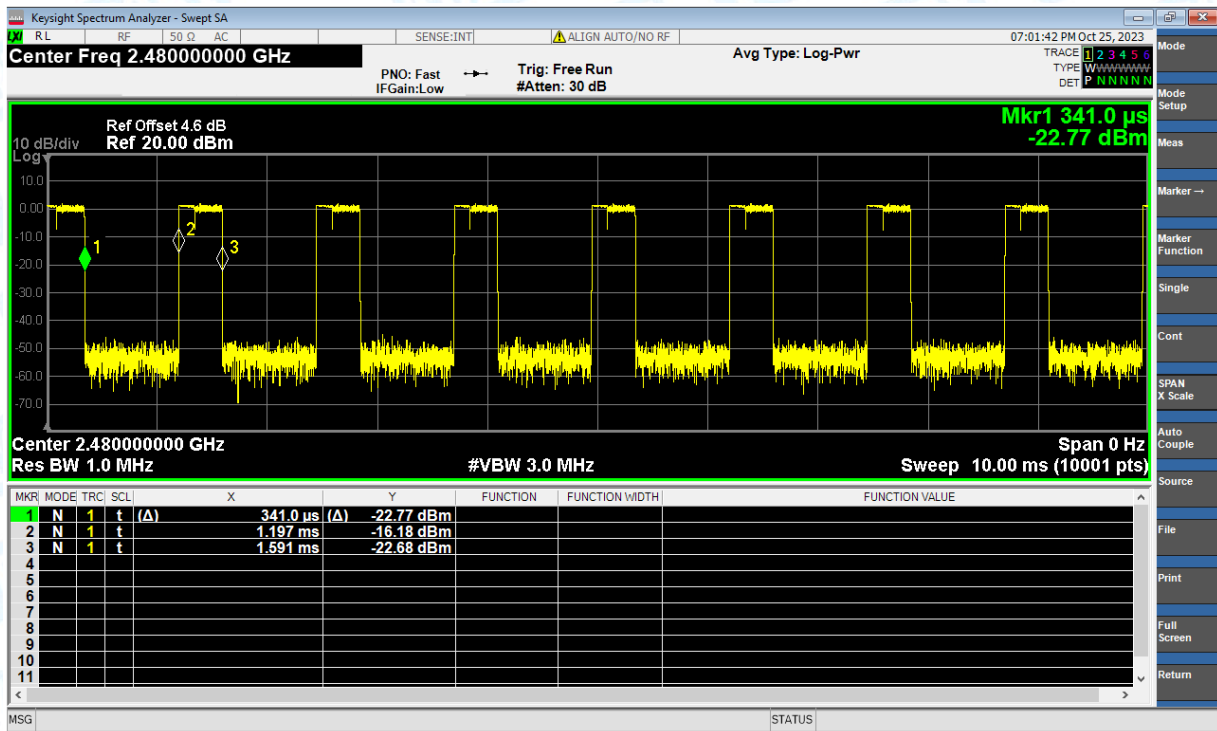 Keysight Spectrum Analyzer - Swept SA
LXI RL RF 50 Ω AC SENSE:INT ALIGN AUTO/NO RF 07:01:42 PM Oct 25, 2023
Center Freq 2.480000000 GHz
Avg Type: Log-Pwr
TRACE 1 2 3 4 5 6
PNO: Fast Trig: Free Run
TYPE WWWWWW
IFGain:Low #Atten: 30 dB
DET P N N N N N
Mkr1 341.0 µs
-22.77 dBm
Ref Offset 4.6 dB
10 dB/div Ref 20.00 dBm
Log
10.0
0.00
-10.0
-20.0
-30.0
-40.0
-50.0
-60.0
-70.0
1
2
3
Center 2.480000000 GHz Span 0 Hz
Res BW 1.0 MHz #VBW 3.0 MHz Sweep 10.00 ms (10001 pts)
MKR MODE TRC SCL X Y FUNCTION FUNCTION WIDTH FUNCTION VALUE
1 N 1 t (Δ) 341.0 µs (Δ) -22.77 dBm
2 N 1 t 1.197 ms -16.18 dBm
3 N 1 t 1.591 ms -22.68 dBm
4
5
6
7
8
9
10
11
MSG STATUS
Mode
Mode
Setup
Meas
Marker →
Marker
Function
Single
Cont
SPAN
X Scale
Auto
Couple
Source
File
Print
Full
Screen
Return